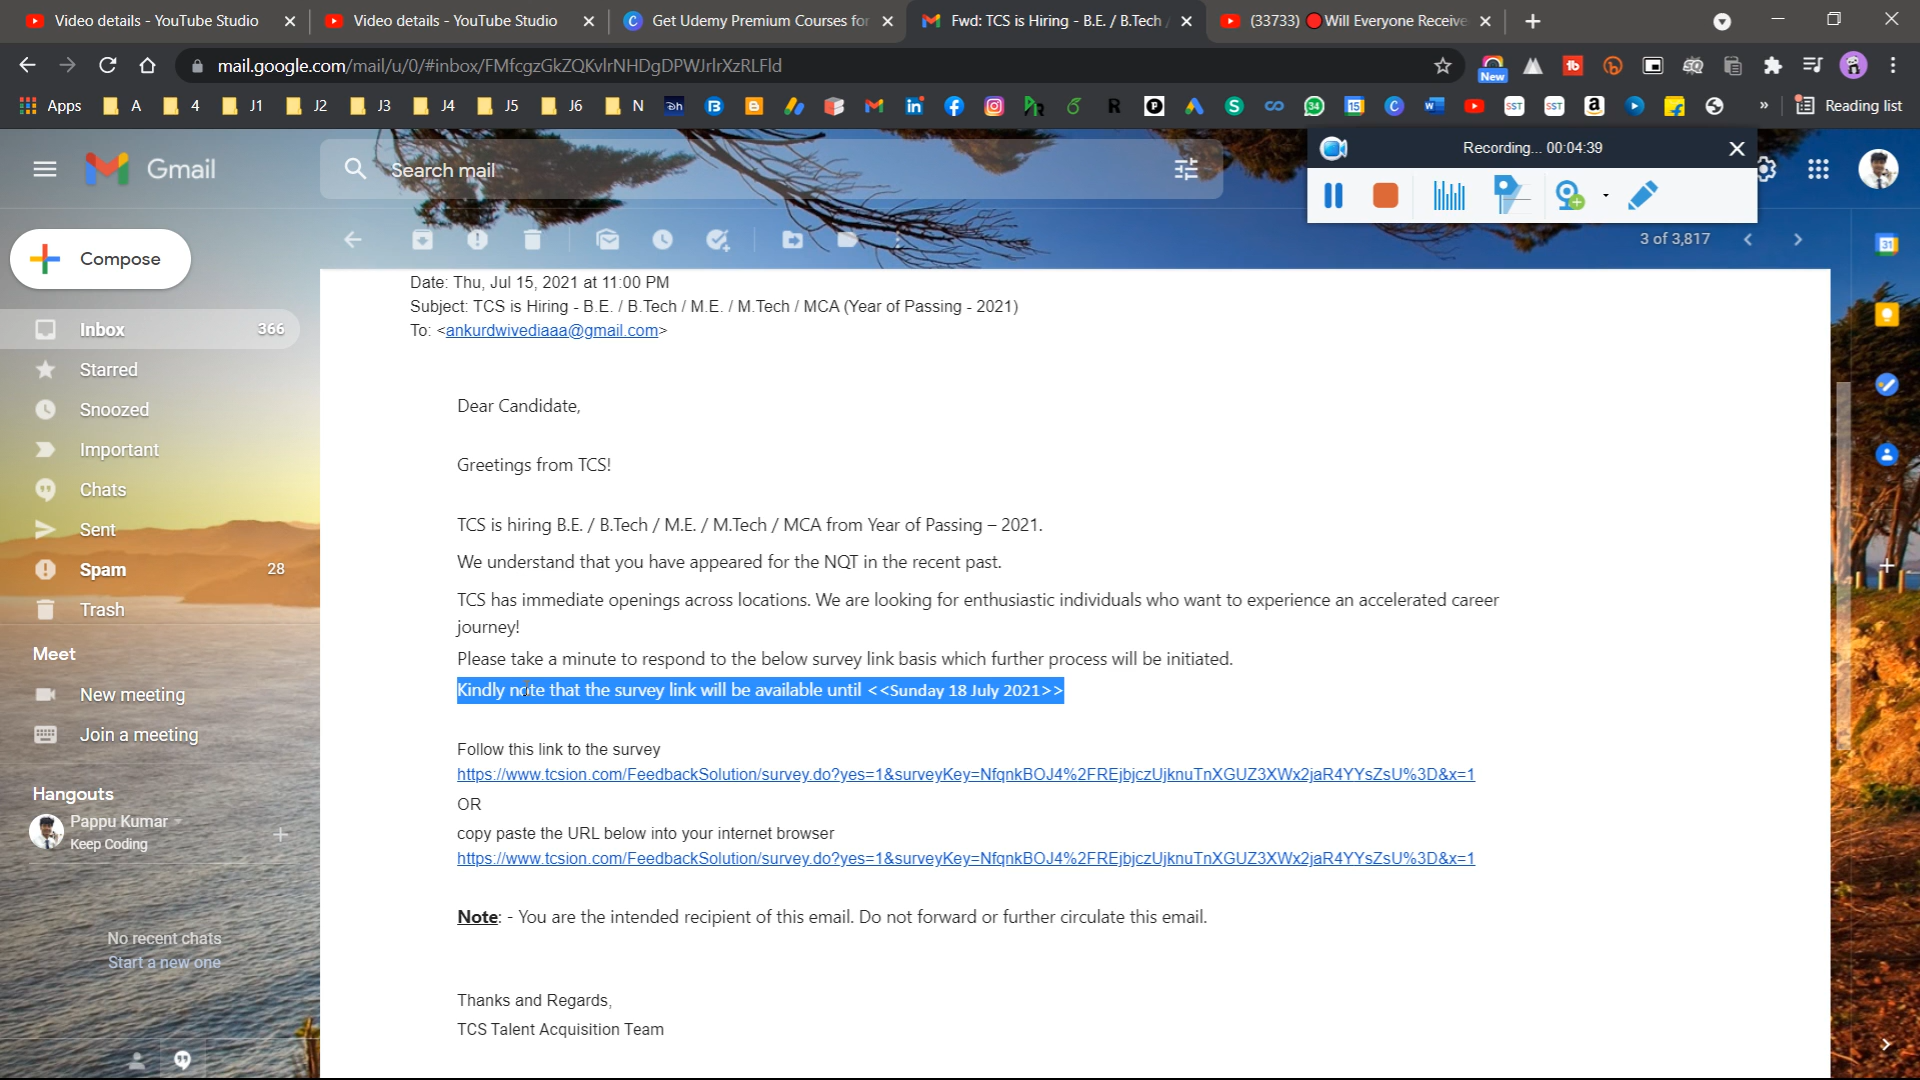 Video details - YouTube Studio
Video details - YouTube Studio
Get Udemy Premium Courses for
Fwd: TCS is Hiring - B.E. / B.Tech /
(33733) Will Everyone Receive
mail.google.com/mail/u/0/#inbox/FMfcgzGkZQKvlrNHDgDPWJrlrXzRLFld
New
Apps
A
4
J1
J2
J3
J4
J5
J6
N
»
Reading list
Gmail
Search mail
Recording... 00:04:39
3 of 3,817
Compose
Inbox 366
Starred
Snoozed
Important
Chats
Sent
Spam 28
Trash
Meet
New meeting
Join a meeting
Hangouts
Pappu Kumar
Keep Coding
No recent chats
Start a new one
Date: Thu, Jul 15, 2021 at 11:00 PM
Subject: TCS is Hiring - B.E. / B.Tech / M.E. / M.Tech / MCA (Year of Passing - 2021)
To: <ankurdwivediaaa@gmail.com>
Dear Candidate,
Greetings from TCS!
TCS is hiring B.E. / B.Tech / M.E. / M.Tech / MCA from Year of Passing – 2021.
We understand that you have appeared for the NQT in the recent past.
TCS has immediate openings across locations. We are looking for enthusiastic individuals who want to experience an accelerated career
journey!
Please take a minute to respond to the below survey link basis which further process will be initiated.
Kindly note that the survey link will be available until <<Sunday 18 July 2021>>
Follow this link to the survey
https://www.tcsion.com/FeedbackSolution/survey.do?yes=1&surveyKey=NfqnkBOJ4%2FREjbjczUjknuTnXGUZ3XWx2jaR4YYsZsU%3D&x=1
OR
copy paste the URL below into your internet browser
https://www.tcsion.com/FeedbackSolution/survey.do?yes=1&surveyKey=NfqnkBOJ4%2FREjbjczUjknuTnXGUZ3XWx2jaR4YYsZsU%3D&x=1
Note: - You are the intended recipient of this email. Do not forward or further circulate this email.
Thanks and Regards,
TCS Talent Acquisition Team